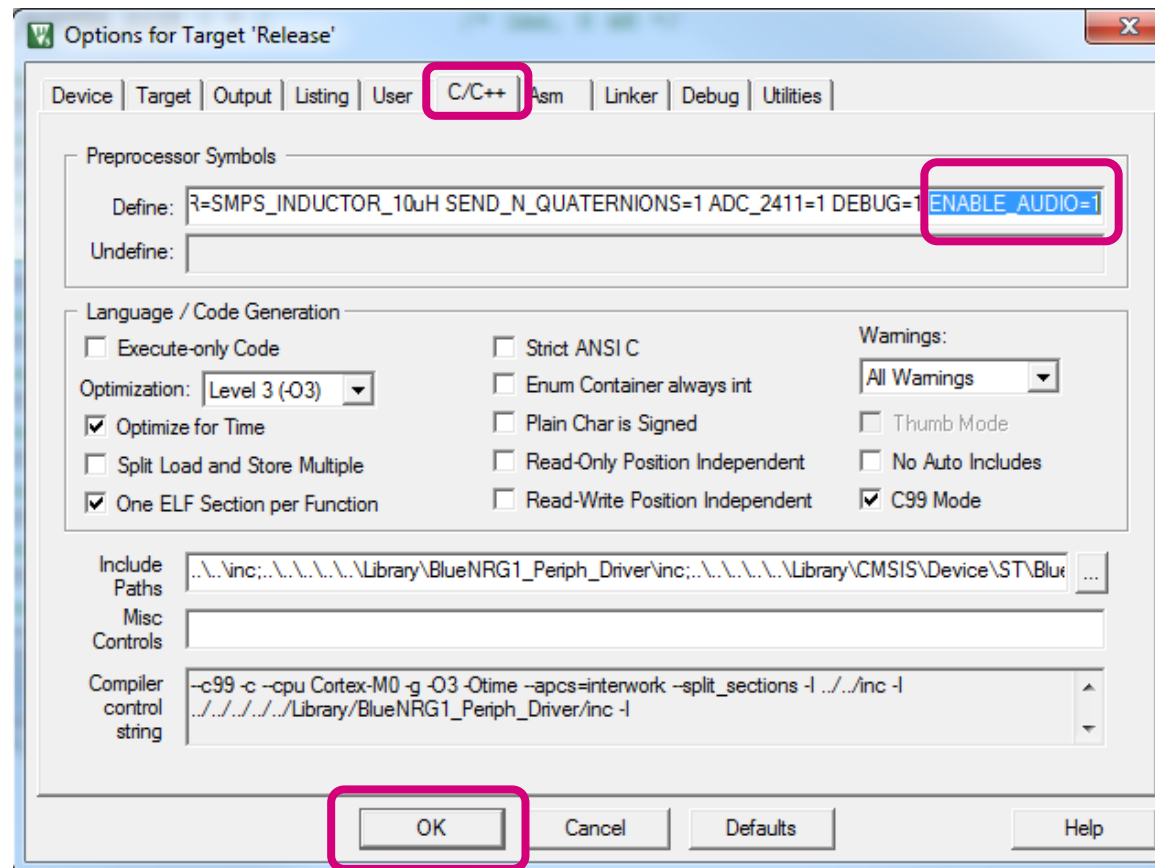 Options for Target 'Release'
Device Target Output Listing User C/C++ Asm Linker Debug Utilities
Preprocessor Symbols
Define: R=SMPS_INDUCTOR_10uH SEND_N_QUATERNIONS=1 ADC_2411=1 DEBUG=1 ENABLE_AUDIO=1
Undefine:
Language / Code Generation
Execute-only Code
Optimization: Level 3 (-O3)
Optimize for Time
Split Load and Store Multiple
One ELF Section per Function
Strict ANSI C
Enum Container always int
Plain Char is Signed
Read-Only Position Independent
Read-Write Position Independent
Warnings:
All Warnings
Thumb Mode
No Auto Includes
C99 Mode
Include Paths
..\..\inc;..\..\..\..\..\Library\BlueNRG1_Periph_Driver\inc;..\..\..\..\..\Library\CMSIS\Device\ST\Blue
...
Misc Controls
Compiler control string
--c99 -c --cpu Cortex-M0 -g -O3 -Otime --apcs=interwork --split_sections -I ../../inc -I
../../../../../Library/BlueNRG1_Periph_Driver/inc -I
OK Cancel Defaults Help